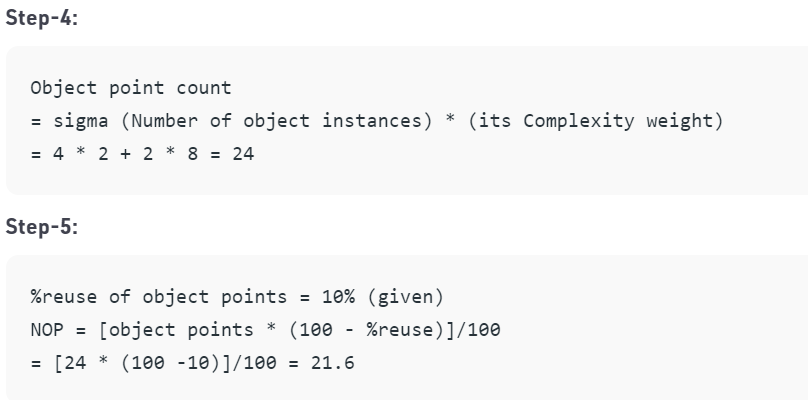 Step-4:
Object point count
= sigma (Number of object instances) * (its Complexity weight)
= 4 * 2 + 2 * 8 = 24
Step-5:
%reuse of object points = 10% (given)
NOP = [object points * (100 - %reuse)]/100
= [24 * (100 -10)]/100 = 21.6